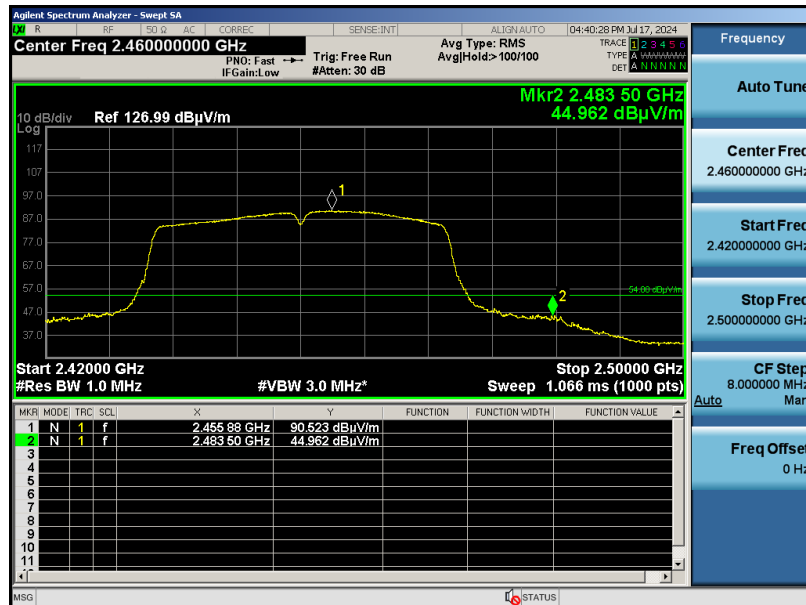 Agilent Spectrum Analyzer - Swept SA
LXI R RF 50 Ω AC CORREC SENSE:INT ALIGN AUTO 04:40:28 PM Jul 17, 2024
Center Freq 2.460000000 GHz
PNO: Fast
IFGain:Low
Trig: Free Run
#Atten: 30 dB
Avg Type: RMS
Avg|Hold:>100/100
TRACE 1 2 3 4 5 6
TYPE A WWWWW
DET A N N N N N
Mkr2 2.483 50 GHz
44.962 dBµV/m
10 dB/div Ref 126.99 dBµV/m
Log
117
107
97.0
87.0
77.0
67.0
57.0
47.0
37.0
1
2
54.00 dBµV/m
Start 2.42000 GHz Stop 2.50000 GHz
#Res BW 1.0 MHz #VBW 3.0 MHz* Sweep 1.066 ms (1000 pts)
MKR MODE TRC SCL X Y FUNCTION FUNCTION WIDTH FUNCTION VALUE
1 N 1 f 2.455 88 GHz 90.523 dBµV/m
2 N 1 f 2.483 50 GHz 44.962 dBµV/m
3
4
5
6
7
8
9
10
11
MSG STATUS
Frequency
Auto Tune
Center Freq
2.460000000 GHz
Start Freq
2.420000000 GHz
Stop Freq
2.500000000 GHz
CF Step
8.000000 MHz
Auto Man
Freq Offset
0 Hz